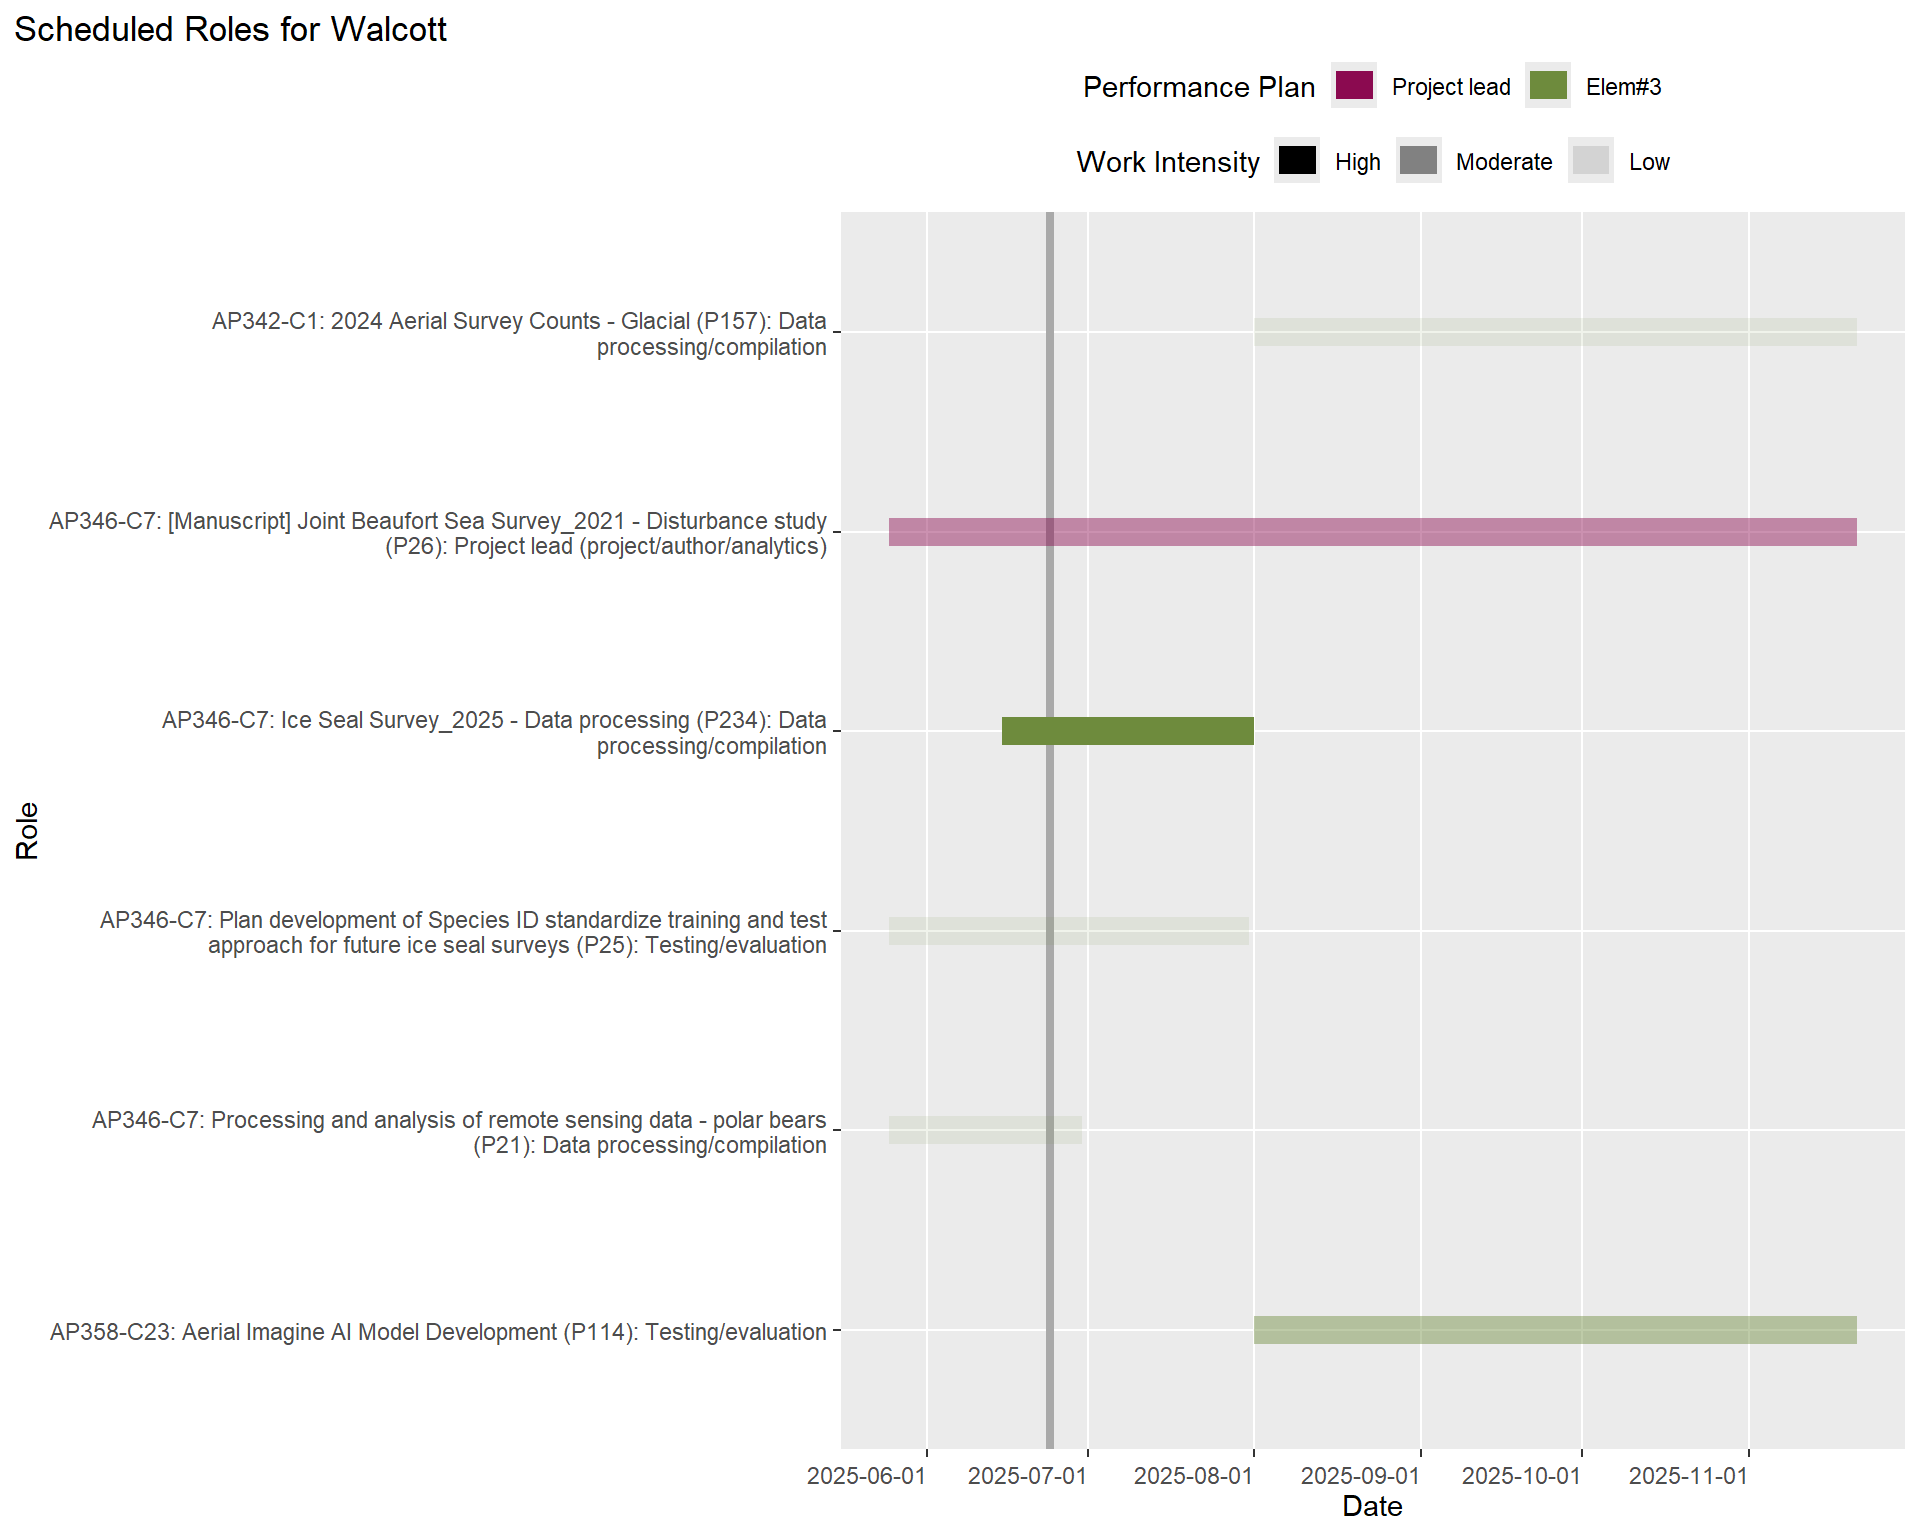 Scheduled Roles for Walcott
Performance Plan Project lead Elem#3
Work Intensity High Moderate Low
AP342-C1: 2024 Aerial Survey Counts - Glacial (P157): Data
processing/compilation
AP346-C7: [Manuscript] Joint Beaufort Sea Survey_2021 - Disturbance study
(P26): Project lead (project/author/analytics)
AP346-C7: Ice Seal Survey_2025 - Data processing (P234): Data
processing/compilation
Role
AP346-C7: Plan development of Species ID standardize training and test
approach for future ice seal surveys (P25): Testing/evaluation
AP346-C7: Processing and analysis of remote sensing data - polar bears
(P21): Data processing/compilation
AP358-C23: Aerial Imagine AI Model Development (P114): Testing/evaluation
2025-06-01 2025-07-01 2025-08-01 2025-09-01 2025-10-01 2025-11-01
Date